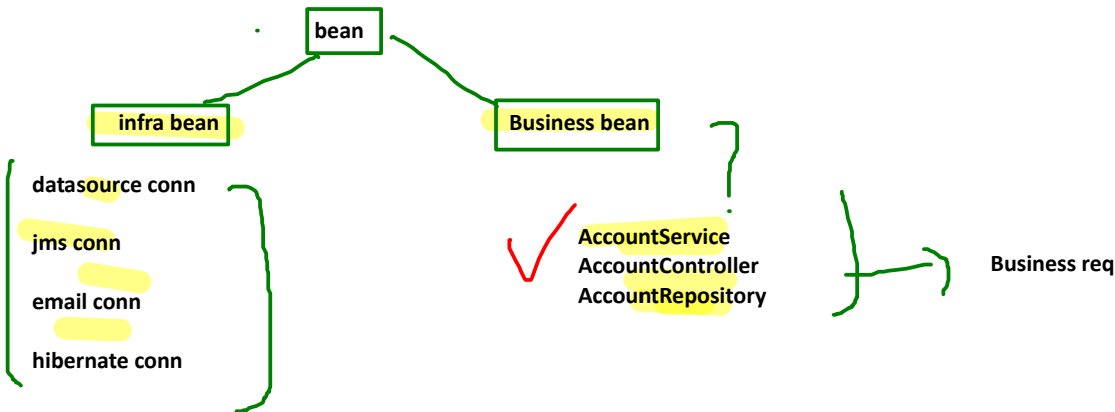 bean
infra bean
Business bean
datasource conn
jms conn
email conn
hibernate conn
AccountService
AccountController
AccountRepository
Business req